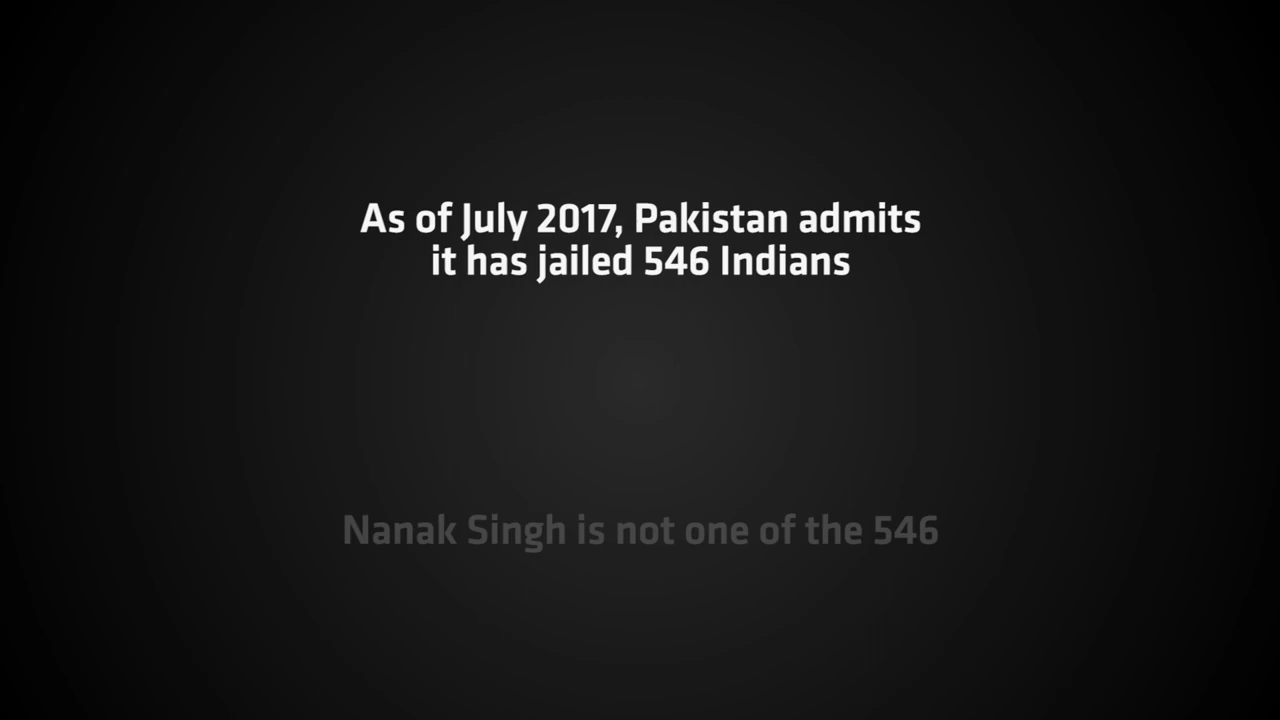 As of July 2017, Pakistan admits
it has jailed 546 Indians
Nanak Singh is not one of the 546